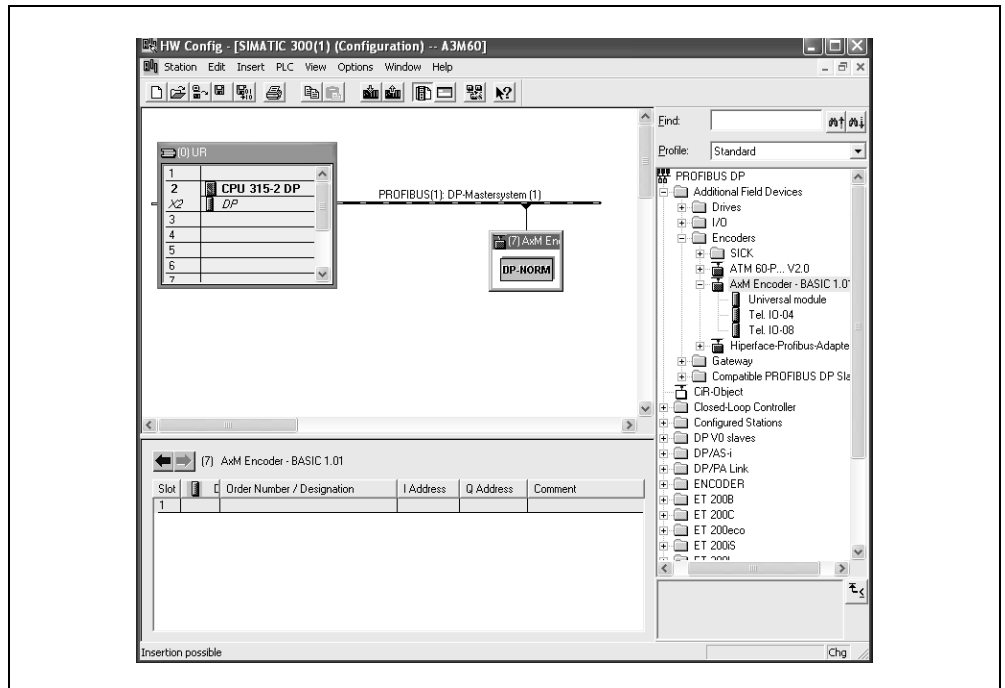 HW Config - [SIMATIC 300(1) (Configuration) -- A3M60]
Station Edit Insert PLC View Options Window Help
(0) UR
1
2 CPU 315-2 DP
X2 DP
3
4
5
6
7
PROFIBUS(1): DP-Mastersystem (1)
(7) AxM En
DP-NORM
Find:
Profile: Standard
PROFIBUS DP
Additional Field Devices
Drives
I/O
Encoders
SICK
ATM 60-P... V2.0
AxM Encoder - BASIC 1.0
Universal module
Tel. IO-04
Tel. IO-08
Hiperface-Profibus-Adapte
Gateway
Compatible PROFIBUS DP Sla
CiR-Object
Closed-Loop Controller
Configured Stations
DP V0 slaves
DP/AS-i
DP/PA Link
ENCODER
ET 200B
ET 200C
ET 200eco
ET 200iS
(7) AxM Encoder - BASIC 1.01
Slot D Order Number / Designation I Address Q Address Comment
1
Insertion possible
Chg